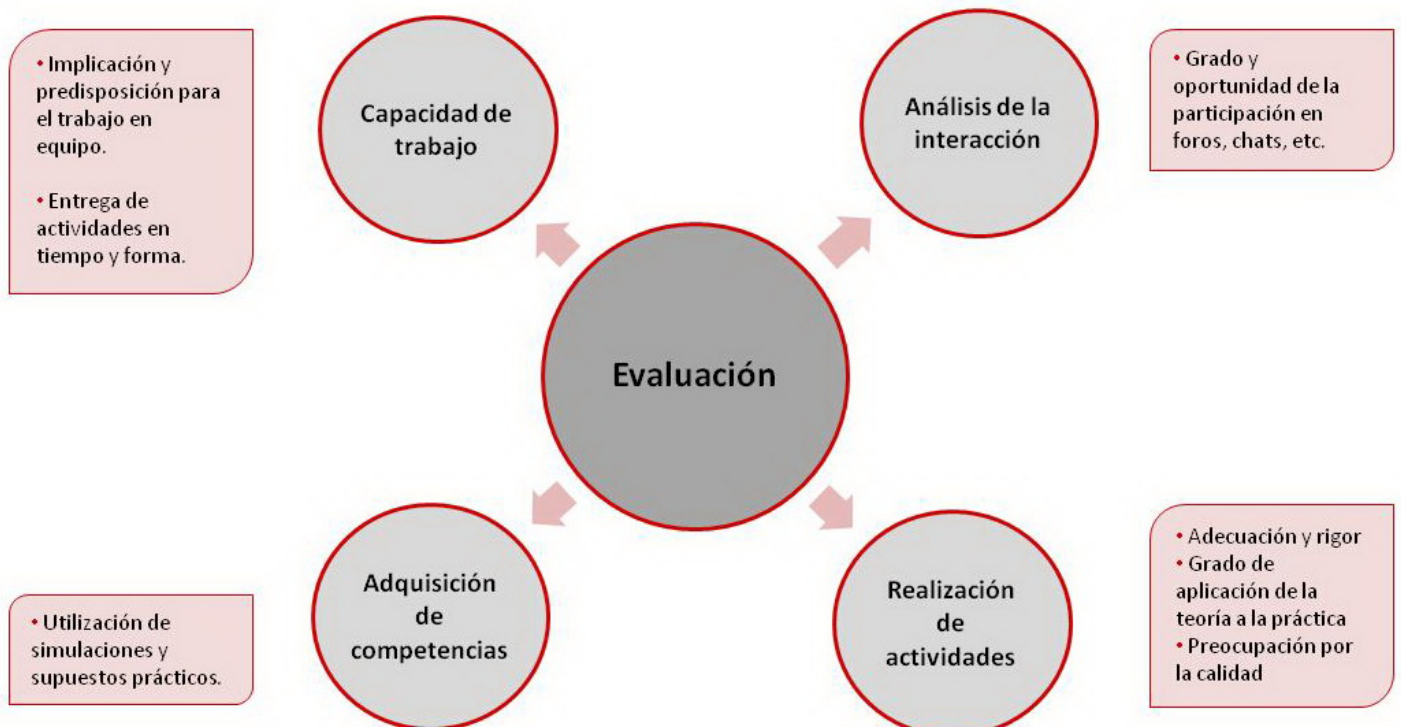 • Implicación y
predisposición para
el trabajo en
equipo.
• Entrega de
actividades en
tiempo y forma.
Capacidad de
trabajo
Análisis de la
interacción
• Grado y
oportunidad de la
participación en
foros, chats, etc.
Evaluación
• Utilización de
simulaciones y
supuestos prácticos.
Adquisición
de
competencias
Realización
de
actividades
• Adecuación y rigor
• Grado de
aplicación de la
teoría a la práctica
• Preocupación por
la calidad